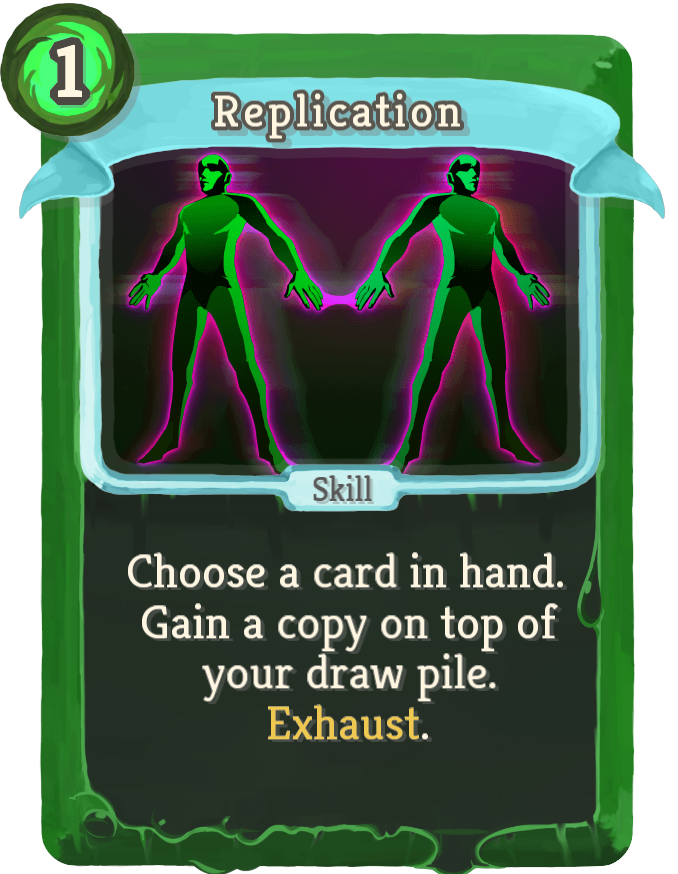 1
Replication
Skill
Choose a card in hand.
Gain a copy on top of
your draw pile.
Exhaust.